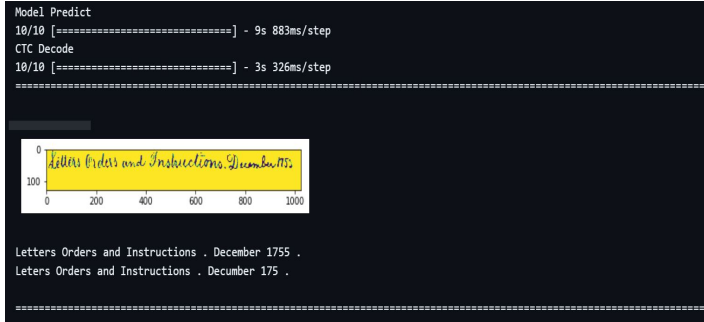 Model Predict
10/10 [==============================] - 9s 883ms/step
CTC Decode
10/10 [==============================] - 3s 326ms/step
================================================================================
0
Letters Orders and Instructions. December 1755
100
0 200 400 600 800 1000
Letters Orders and Instructions . December 1755 .
Leters Orders and Instructions . Decumber 175 .
================================================================================